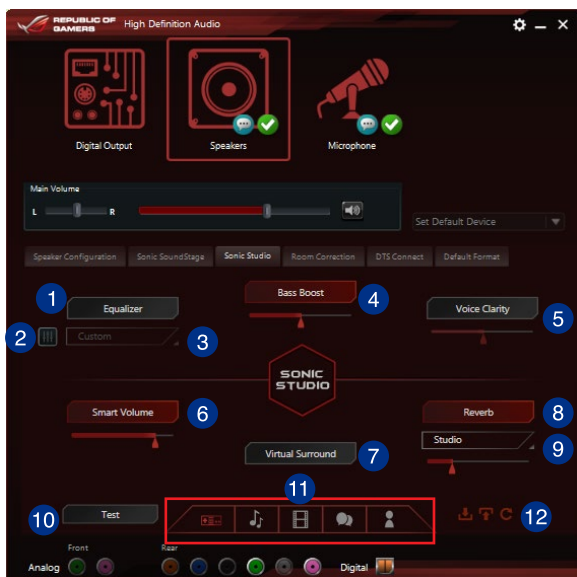 REPUBLIC OF
GAMERS
High Definition Audio
Digital Output
Speakers
Microphone
Main Volume
L
R
Set Default Device
Speaker Configuration
Sonic SoundStage
Sonic Studio
Room Correction
DTS Connect
Default Format
1
Equalizer
Bass Boost
4
Voice Clarity
5
2
Custom
3
SONIC
STUDIO
Smart Volume
6
Reverb
8
Studio
9
Virtual Surround
7
11
10
Test
12
Front
Rear
Analog
Digital